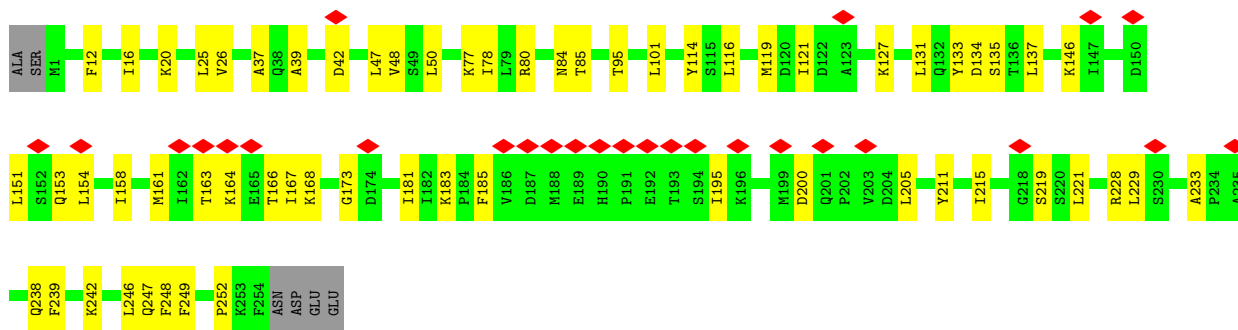 ALA SER M1 F12 I16 K20 L25 V26 A37 Q38 A39 D42 L47 V48 S49 L50 K77 I78 L79 R80 N84 T85 T95 L101 Y114 S115 L116 M119 D120 I121 D122 A123 K127 L131 Q132 Y133 D134 S135 T136 L137 K146 I147 D150
L151 S152 Q153 L154 I158 M161 I162 T163 K164 E165 T166 I167 K168 G173 D174 I181 I182 K183 P184 F185 V186 D187 M188 E189 H190 P191 E192 T193 S194 I195 K196 M199 D200 Q201 P202 V203 D204 L205 Y211 I215 G218 S219 S220 L221 R228 L229 S230 A233 P234 A235
Q238 F239 K242 L246 Q247 F248 F249 P252 K253 F254 ASN ASP GLU GLU